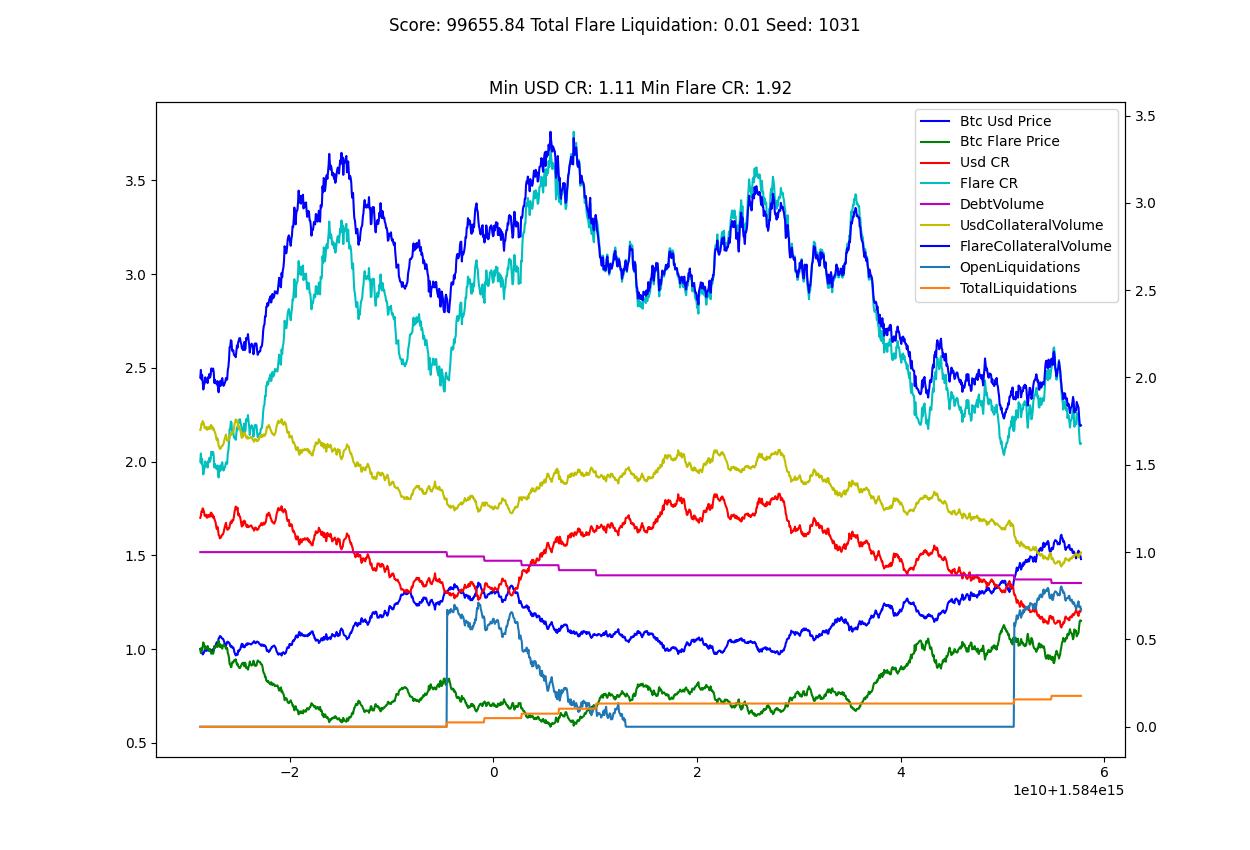 Score: 99655.84 Total Flare Liquidation: 0.01 Seed: 1031
Min USD CR: 1.11 Min Flare CR: 1.92
Btc Usd Price
Btc Flare Price
Usd CR
Flare CR
DebtVolume
UsdCollateralVolume
FlareCollateralVolume
OpenLiquidations
TotalLiquidations
3.5
3.0
2.5
2.0
1.5
1.0
0.5
3.5
3.0
2.5
2.0
1.5
1.0
0.5
0.0
−2 0 2 4 6
1e10+1.584e15